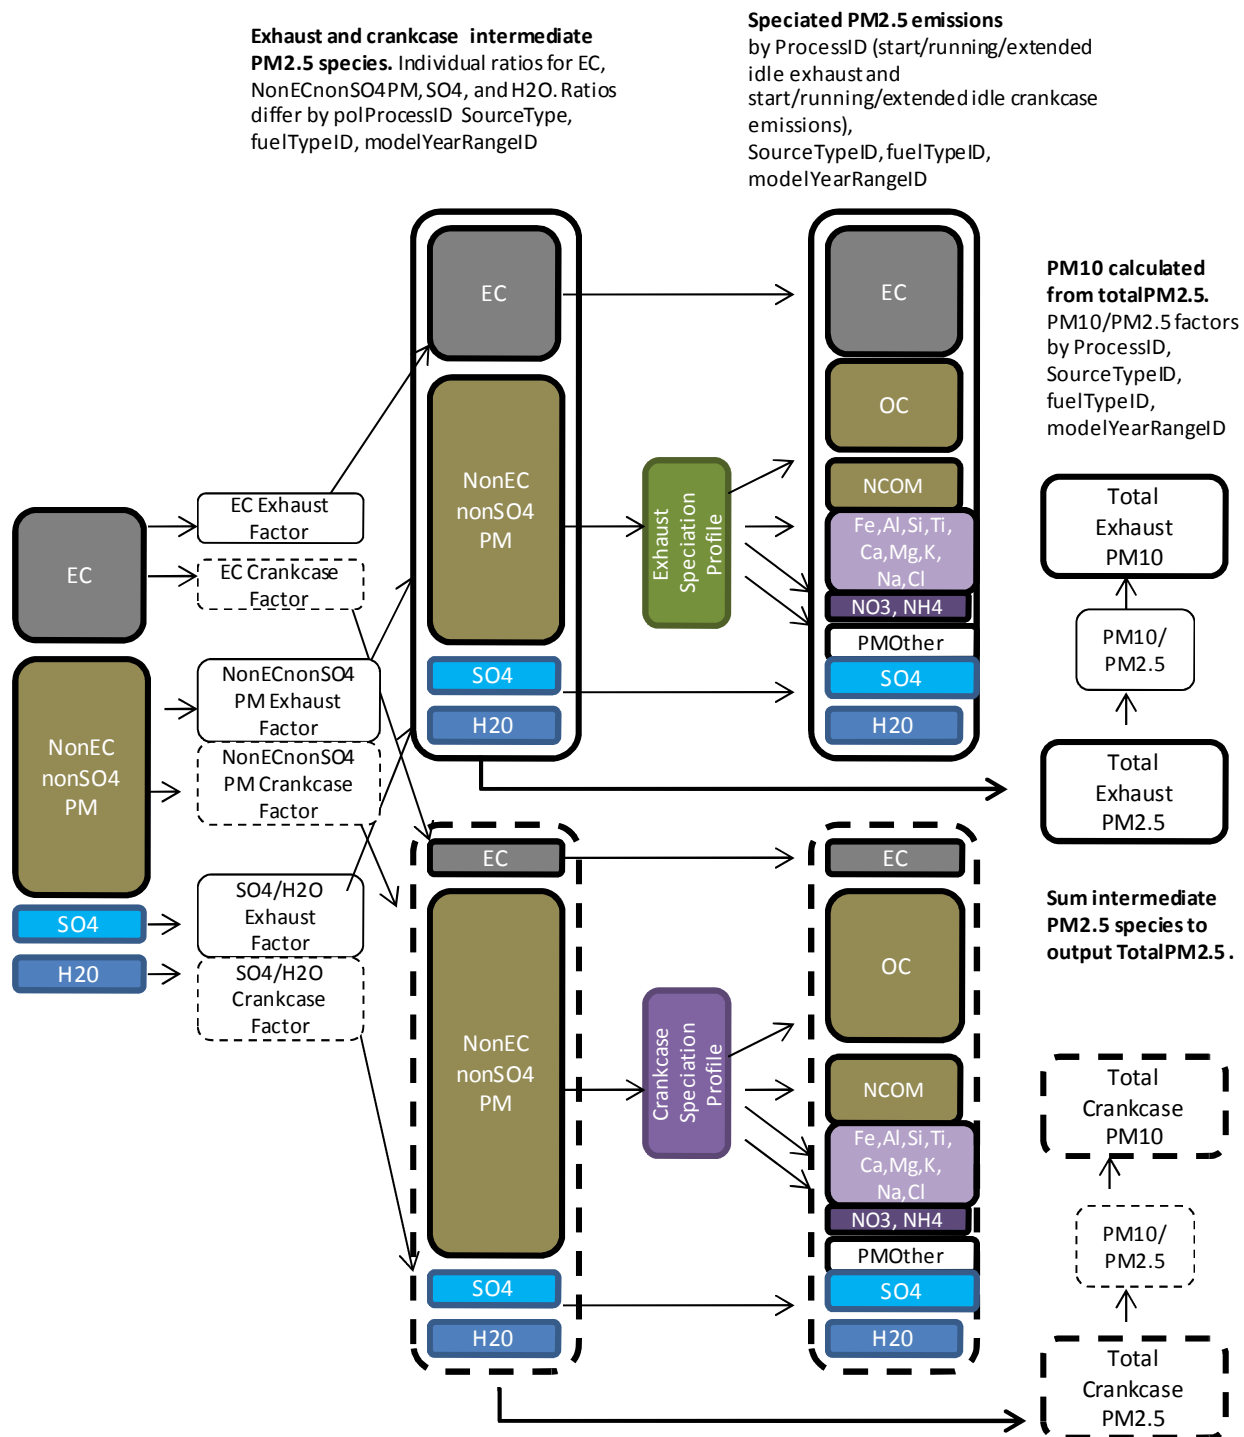 Exhaust and crankcase intermediate
PM2.5 species. Individual ratios for EC,
NonECnonSO4PM, SO4, and H2O. Ratios
differ by polProcessID SourceType,
fuelTypeID, modelYearRangeID
Speciated PM2.5 emissions
by ProcessID (start/running/extended
idle exhaust and
start/running/extended idle crankcase
emissions),
SourceTypeID, fuelTypeID,
modelYearRangeID
PM10 calculated
from totalPM2.5.
PM10/PM2.5 factors
by ProcessID,
SourceTypeID,
fuelTypeID,
modelYearRangeID
EC
NonEC
nonSO4
PM
SO4
H20
EC Exhaust
Factor
EC Crankcase
Factor
NonECnonSO4
PM Exhaust
Factor
NonECnonSO4
PM Crankcase
Factor
SO4/H2O
Exhaust
Factor
SO4/H2O
Crankcase
Factor
EC
NonEC
nonSO4
PM
SO4
H20
Exhaust
Speciation
Profile
EC
OC
NCOM
Fe,Al,Si,Ti,
Ca,Mg,K,
Na,Cl
NO3, NH4
PMOther
SO4
H20
Total
Exhaust
PM10
PM10/
PM2.5
Total
Exhaust
PM2.5
Sum intermediate
PM2.5 species to
output TotalPM2.5.
EC
NonEC
nonSO4
PM
SO4
H20
Crankcase
Speciation
Profile
EC
OC
NCOM
Fe,Al,Si,Ti,
Ca,Mg,K,
Na,Cl
NO3, NH4
PMOther
SO4
H20
Total
Crankcase
PM10
PM10/
PM2.5
Total
Crankcase
PM2.5